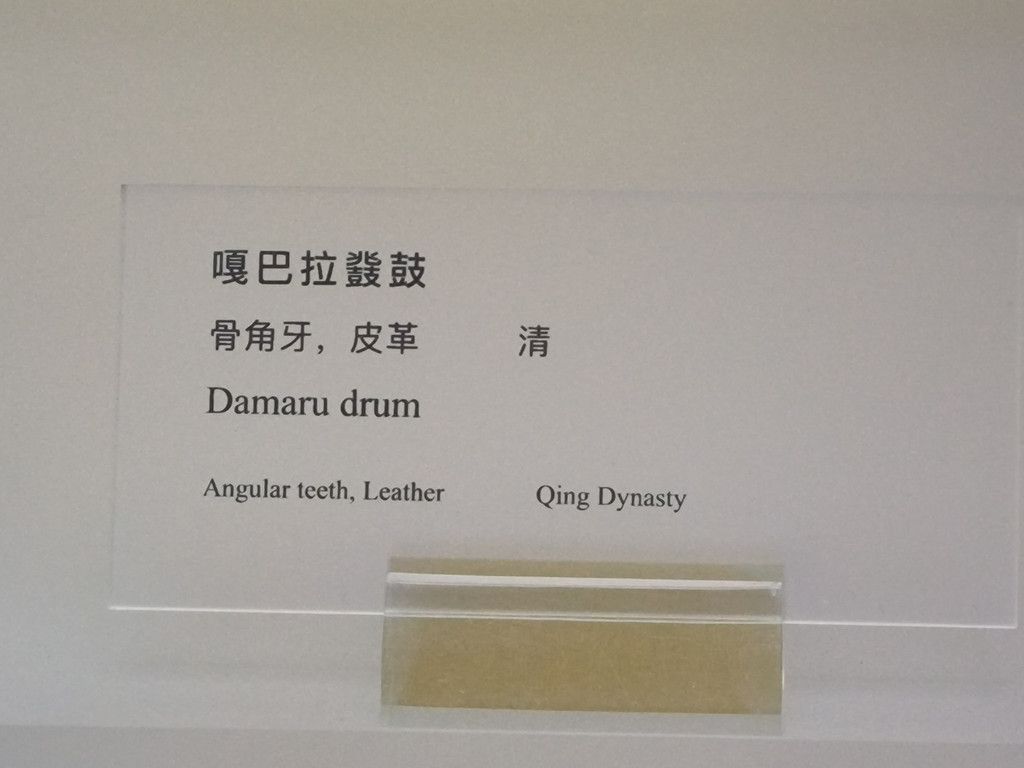 嘎巴拉鼗鼓
骨角牙，皮革 清
Damaru drum
Angular teeth, Leather Qing Dynasty